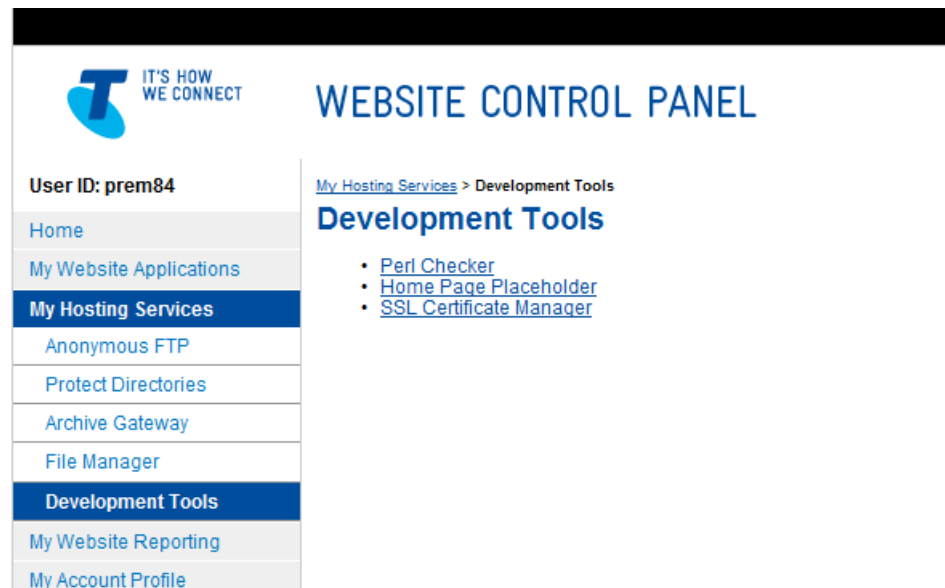 IT'S HOW
WE CONNECT
WEBSITE CONTROL PANEL
User ID: prem84
Home
My Website Applications
My Hosting Services
Anonymous FTP
Protect Directories
Archive Gateway
File Manager
Development Tools
My Website Reporting
My Account Profile
My Hosting Services > Development Tools
Development Tools
• Perl Checker
• Home Page Placeholder
• SSL Certificate Manager